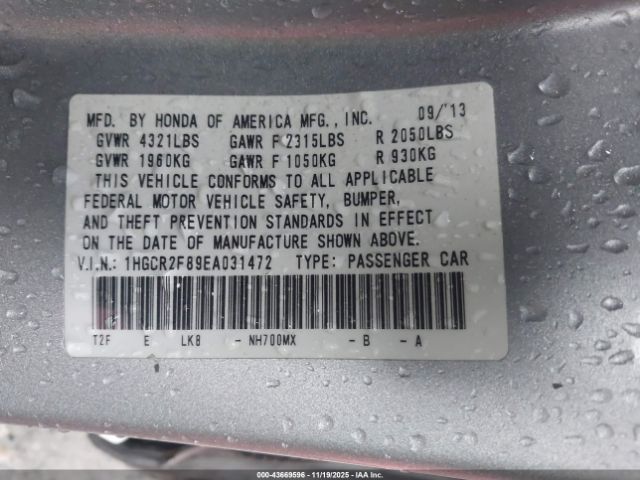 MFD. BY HONDA OF AMERICA MFG., INC. 09/'13
GVWR 4321LBS GAWR F 2315LBS R 2050LBS
GVWR 1960KG GAWR F 1050KG R 930KG
THIS VEHICLE CONFORMS TO ALL APPLICABLE
FEDERAL MOTOR VEHICLE SAFETY, BUMPER,
AND THEFT PREVENTION STANDARDS IN EFFECT
ON THE DATE OF MANUFACTURE SHOWN ABOVE.
V.I.N.: 1HGCR2F89EA031472 TYPE: PASSENGER CAR
T2F E LK8 - NH700MX - B - A
000-43669596 - 11/19/2025 - IAA Inc.